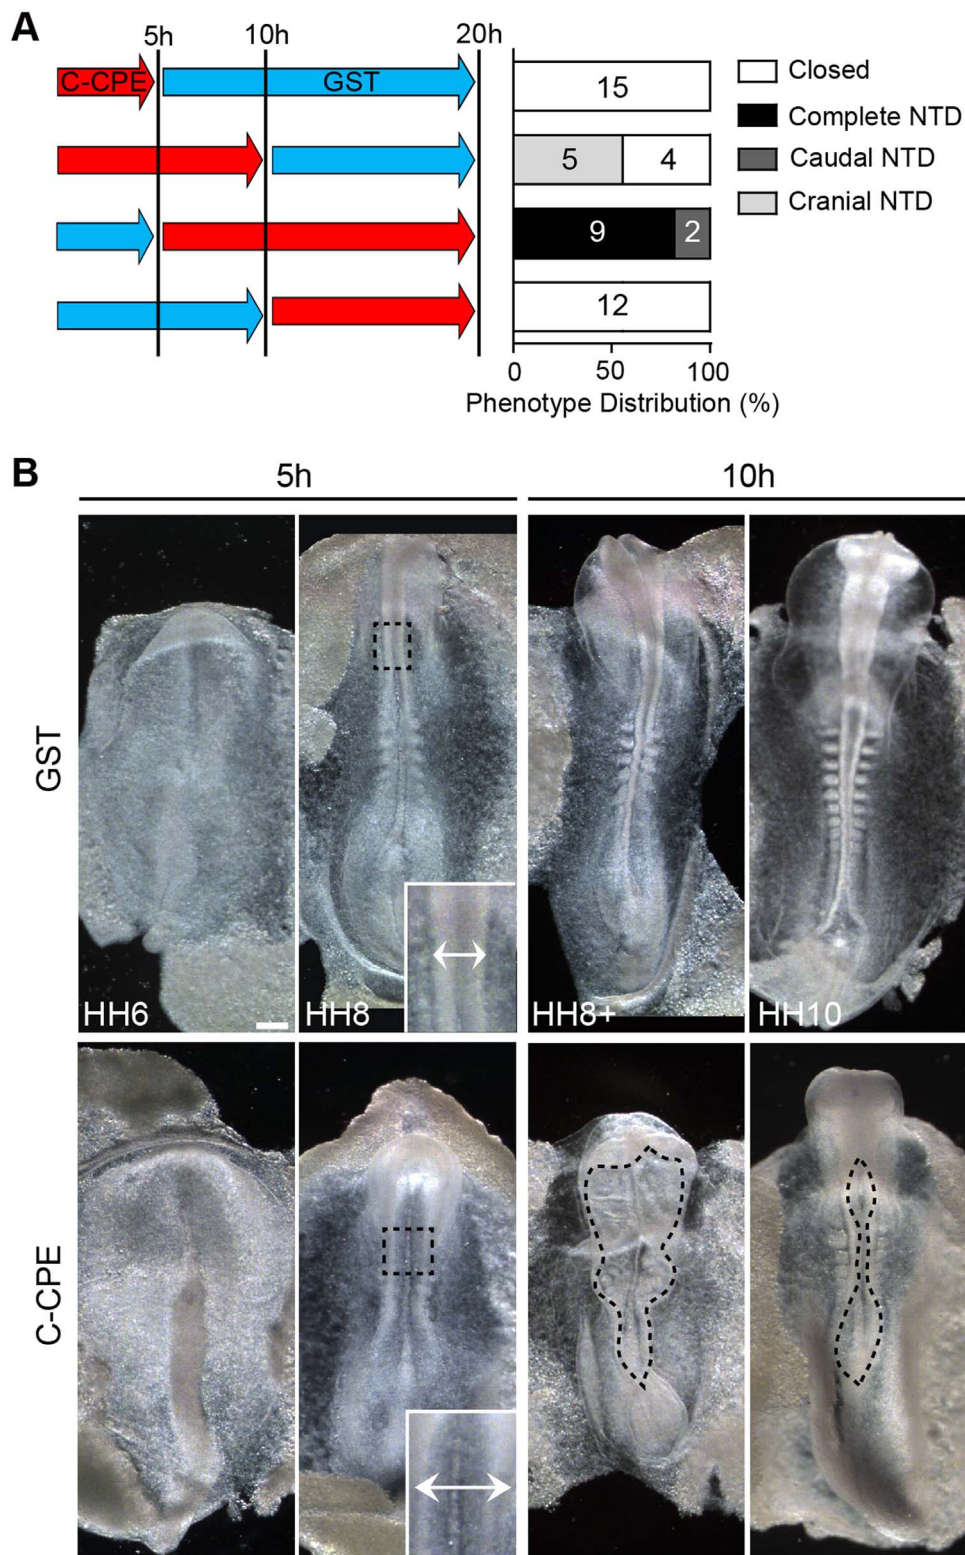 A
5h 10h 20h
C-CPE GST
15
5 4
9 2
12
0 50 100
Phenotype Distribution (%)
Closed
Complete NTD
Caudal NTD
Cranial NTD
B
5h 10h
GST
HH6 HH8 HH8+ HH10
C-CPE